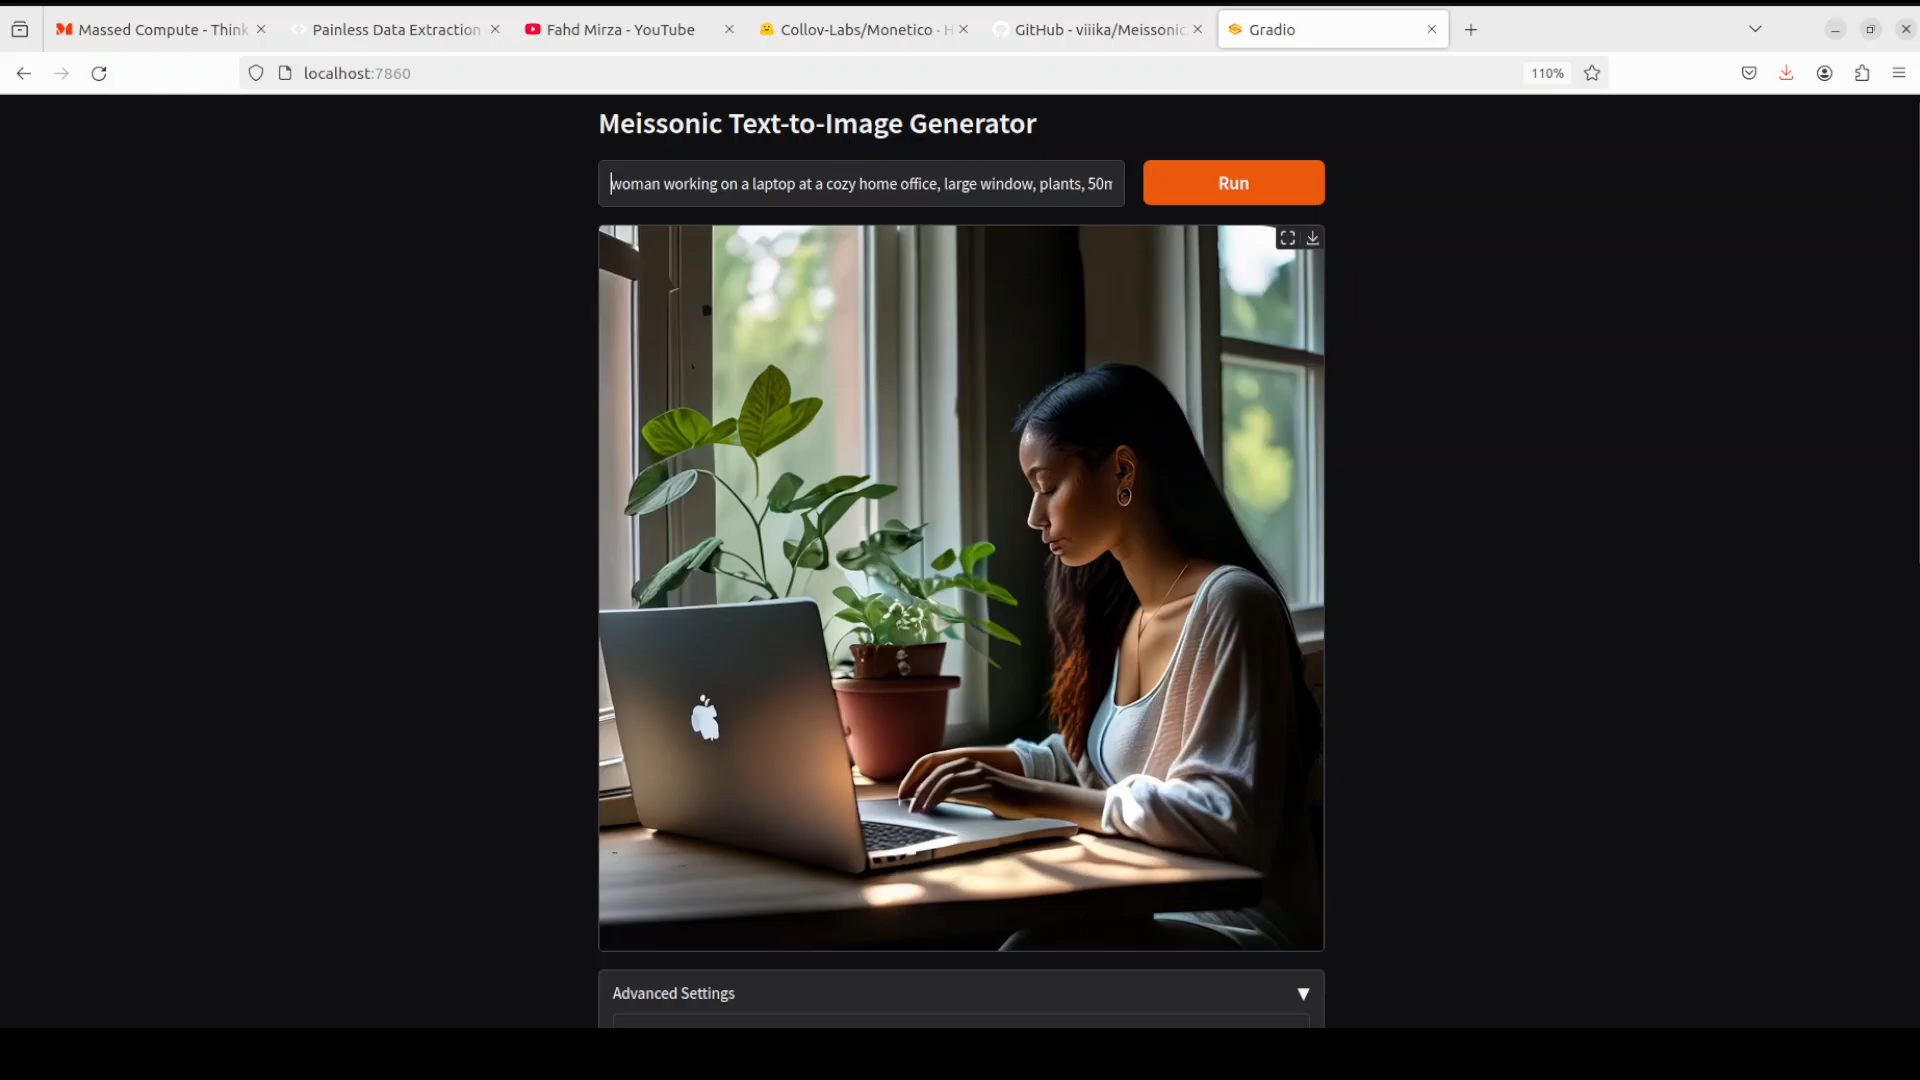 Massed Compute - Think
Painless Data Extraction
Fahd Mirza - YouTube
Collov-Labs/Monetico · H
GitHub - viiika/Meissonic:
Gradio
localhost:7860
110%
Meissonic Text-to-Image Generator
woman working on a laptop at a cozy home office, large window, plants, 50m
Run
Advanced Settings